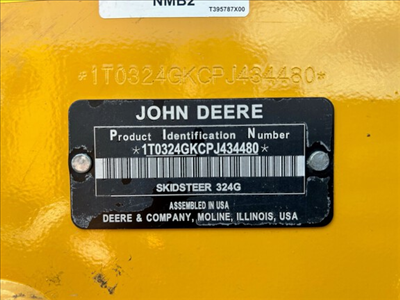 NMB2
T395787X00
*1T0324GKCPJ434480*
JOHN DEERE
Product Identification Number
*1T0324GKCPJ434480*
SKIDSTEER 324G
ASSEMBLED IN USA
DEERE & COMPANY, MOLINE, ILLINOIS, USA